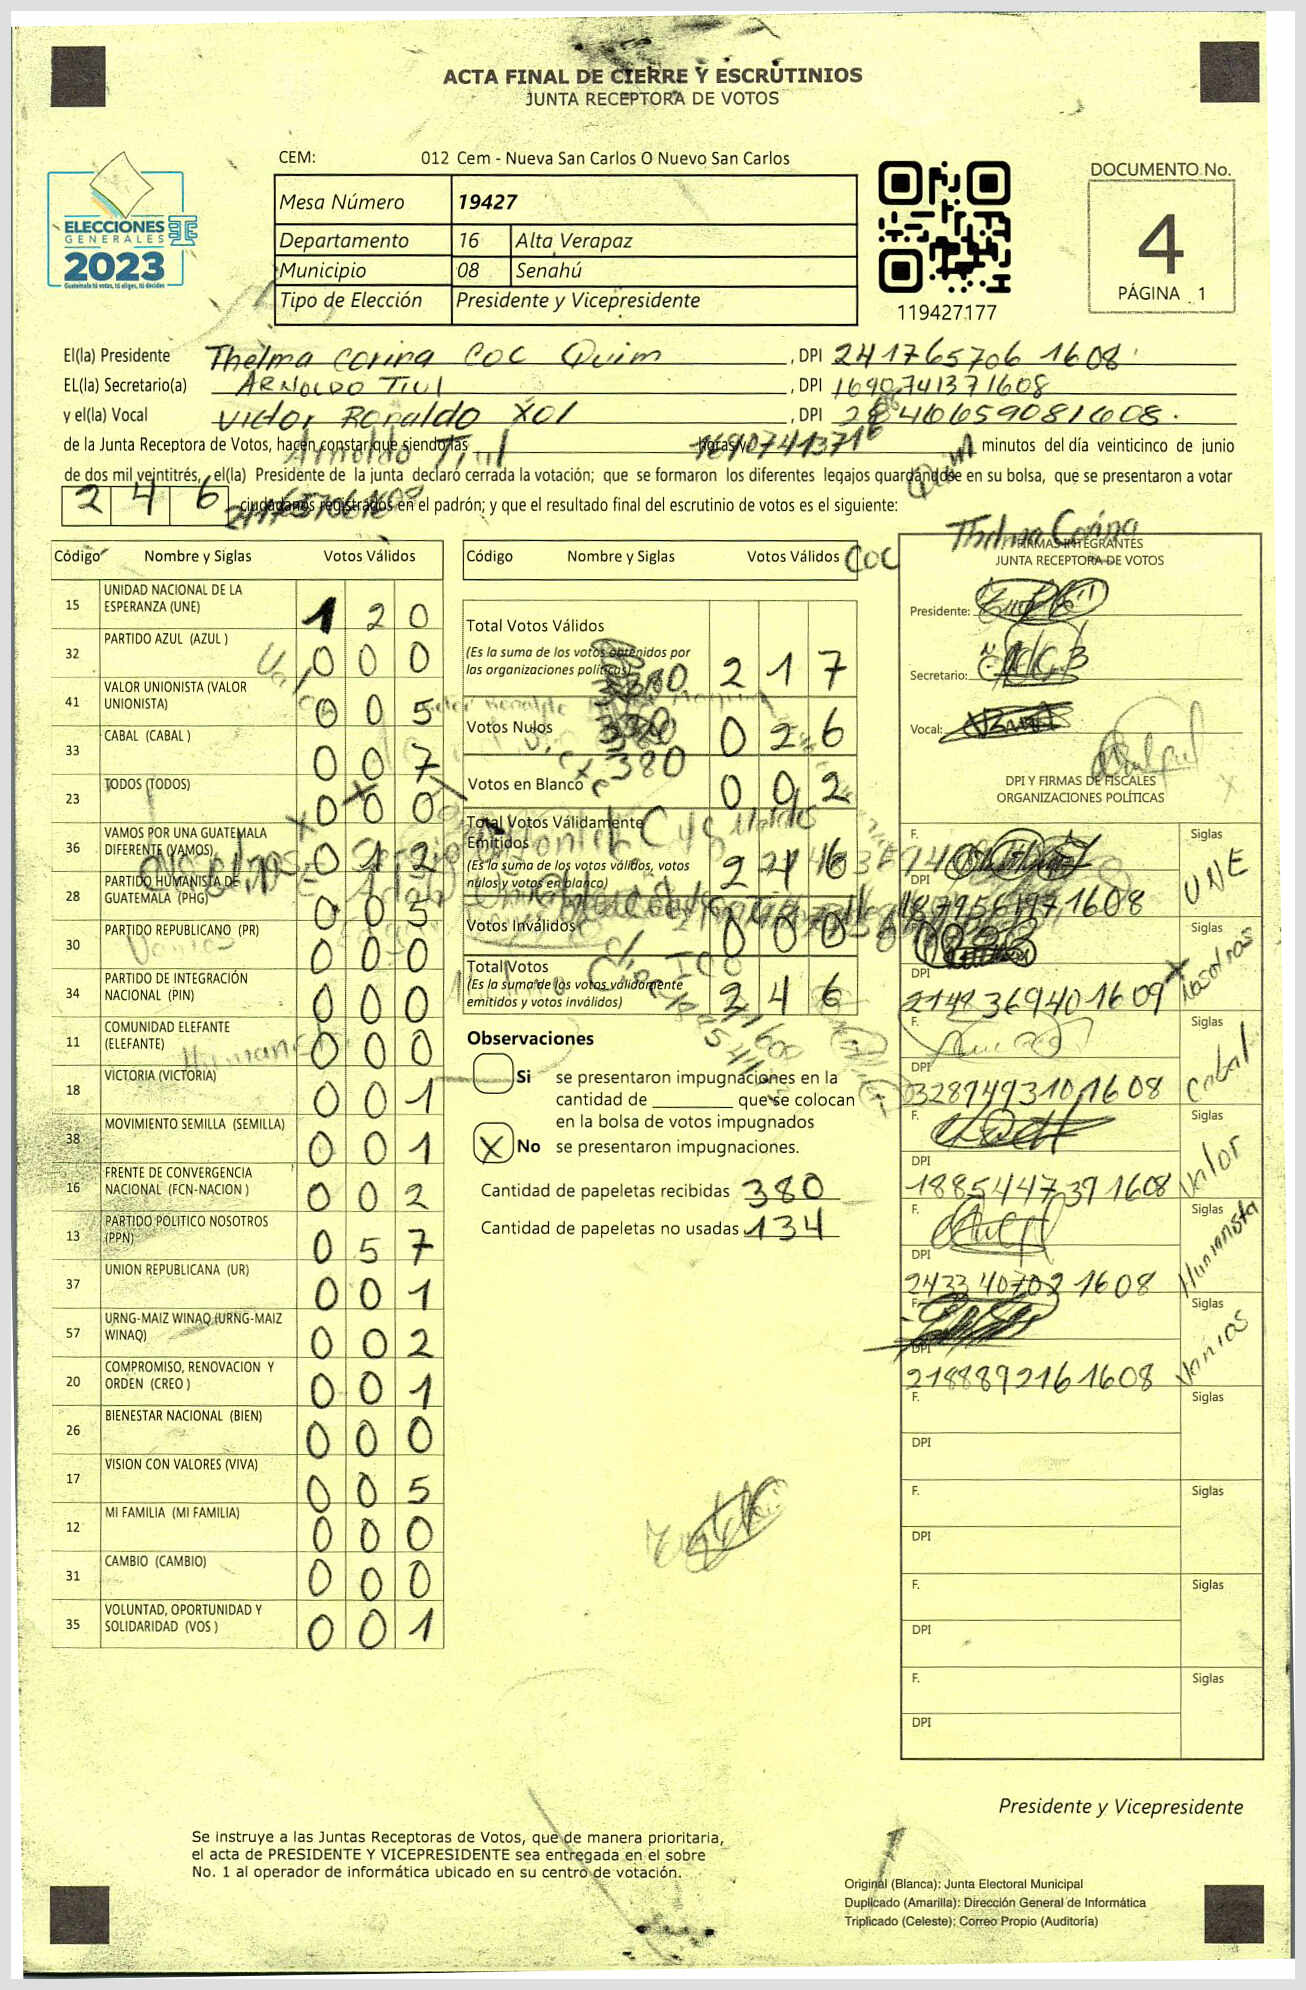 ACTA FINAL DE CIERRE Y ESCRUTINIOS
JUNTA RECEPTORA DE VOTOS
CEM: 012 Cem - Nueva San Carlos O Nuevo San Carlos
DOCUMENTO No.
4
PÁGINA 1
ELECCIONES
GENERALES
2023
Guatemala tú votas, tú eliges, tú decides
Mesa Número 19427
Departamento 16 Alta Verapaz
Municipio 08 Senahú
Tipo de Elección Presidente y Vicepresidente
119427177
El(la) Presidente Thelma Corina Coc Quim , DPI 241765706 1608
EL(la) Secretario(a) ARNOLDO TIUL , DPI 1690741371608
y el(la) Vocal Victor Ronaldo Xol , DPI
de la Junta Receptora de Votos, hacen constar que siendo las horas y minutos del día veinticinco de junio
Arnoldo Tiul
de dos mil veintitrés, el(la) Presidente de la junta declaró cerrada la votación; que se formaron los diferentes legajos guardándose en su bolsa, que se presentaron a votar
246 ciudadanos registrados en el padrón; y que el resultado final del escrutinio de votos es el siguiente:
Thelma Corina
Coc
Quim
Código Nombre y Siglas Votos Válidos
15 UNIDAD NACIONAL DE LA ESPERANZA (UNE) 1 2 0
32 PARTIDO AZUL (AZUL ) 0 0 0
41 VALOR UNIONISTA (VALOR UNIONISTA) 0 0 5
33 CABAL (CABAL ) 0 0 7
23 TODOS (TODOS) 0 0 0
36 VAMOS POR UNA GUATEMALA DIFERENTE (VAMOS) 0 1 2
28 PARTIDO HUMANISTA DE GUATEMALA (PHG) 0 0 5
30 PARTIDO REPUBLICANO (PR) 0 0 0
34 PARTIDO DE INTEGRACIÓN NACIONAL (PIN) 0 0 0
11 COMUNIDAD ELEFANTE (ELEFANTE) 0 0 0
18 VICTORIA (VICTORIA) 0 0 1
38 MOVIMIENTO SEMILLA (SEMILLA) 0 0 1
16 FRENTE DE CONVERGENCIA NACIONAL (FCN-NACION ) 0 0 2
13 PARTIDO POLITICO NOSOTROS (PPN) 0 5 7
37 UNION REPUBLICANA (UR) 0 0 1
57 URNG-MAIZ WINAQ (URNG-MAIZ WINAQ) 0 0 2
20 COMPROMISO, RENOVACION Y ORDEN (CREO ) 0 0 1
26 BIENESTAR NACIONAL (BIEN) 0 0 0
17 VISION CON VALORES (VIVA) 0 0 5
12 MI FAMILIA (MI FAMILIA) 0 0 0
31 CAMBIO (CAMBIO) 0 0 0
35 VOLUNTAD, OPORTUNIDAD Y SOLIDARIDAD (VOS ) 0 0 1
Código Nombre y Siglas Votos Válidos
Total Votos Válidos 2 1 7
(Es la suma de los votos obtenidos por
las organizaciones políticas)
380
Votos Nulos 0 2 6
380
Votos en Blanco 0 0 2
Total Votos Válidamente
Emitidos 2 4 6
(Es la suma de los votos válidos, votos
nulos y votos en blanco)
Votos Inválidos 0 0 0
Total Votos 2 4 6
(Es la suma de los votos válidamente
emitidos y votos inválidos)
Observaciones
Si se presentaron impugnaciones en la
cantidad de que se colocan
en la bolsa de votos impugnados
X No se presentaron impugnaciones.
Cantidad de papeletas recibidas 380
Cantidad de papeletas no usadas 134
FIRMAS INTEGRANTES
JUNTA RECEPTORA DE VOTOS
Presidente:
Secretario:
Vocal:
DPI Y FIRMAS DE FISCALES
ORGANIZACIONES POLÍTICAS
F. Siglas
DPI 1608 UNE
F. Siglas
DPI 2148369401609 Nosotros
F. Siglas
DPI 3289493101608 Cabal
F. Siglas
DPI 1885447391608 Valor
F. Siglas
DPI 1608 Humanista
F. Siglas
DPI 2188892161608 Vamos
F. Siglas
DPI
F. Siglas
DPI
F. Siglas
DPI
F. Siglas
DPI
Presidente y Vicepresidente
Se instruye a las Juntas Receptoras de Votos, que de manera prioritaria,
el acta de PRESIDENTE Y VICEPRESIDENTE sea entregada en el sobre
No. 1 al operador de informática ubicado en su centro de votación.
Original (Blanca): Junta Electoral Municipal
Duplicado (Amarilla): Dirección General de Informática
Triplicado (Celeste): Correo Propio (Auditoría)